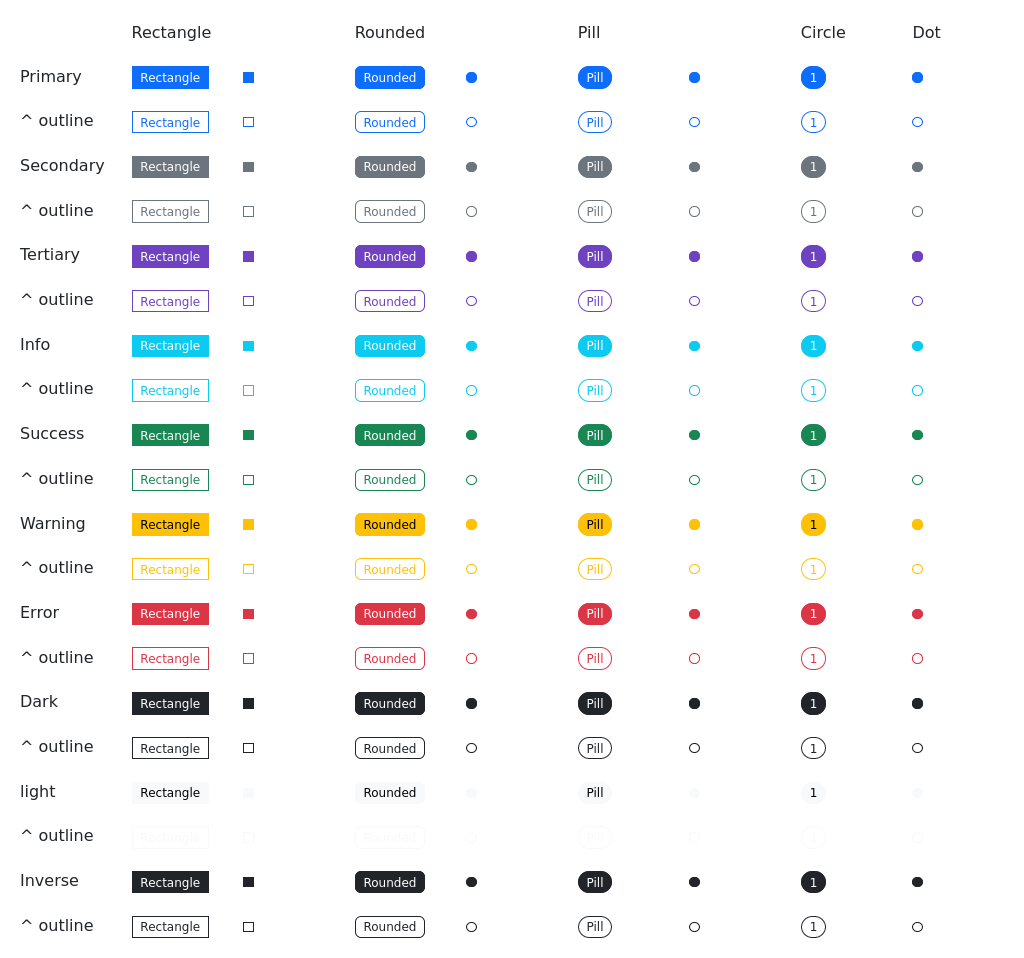 Rectangle Rounded Pill Circle Dot
Primary Rectangle Rounded Pill 1
^ outline Rectangle Rounded Pill 1
Secondary Rectangle Rounded Pill 1
^ outline Rectangle Rounded Pill 1
Tertiary Rectangle Rounded Pill 1
^ outline Rectangle Rounded Pill 1
Info Rectangle Rounded Pill 1
^ outline Rectangle Rounded Pill 1
Success Rectangle Rounded Pill 1
^ outline Rectangle Rounded Pill 1
Warning Rectangle Rounded Pill 1
^ outline Rectangle Rounded Pill 1
Error Rectangle Rounded Pill 1
^ outline Rectangle Rounded Pill 1
Dark Rectangle Rounded Pill 1
^ outline Rectangle Rounded Pill 1
light Rectangle Rounded Pill 1
^ outline Rectangle Rounded Pill 1
Inverse Rectangle Rounded Pill 1
^ outline Rectangle Rounded Pill 1